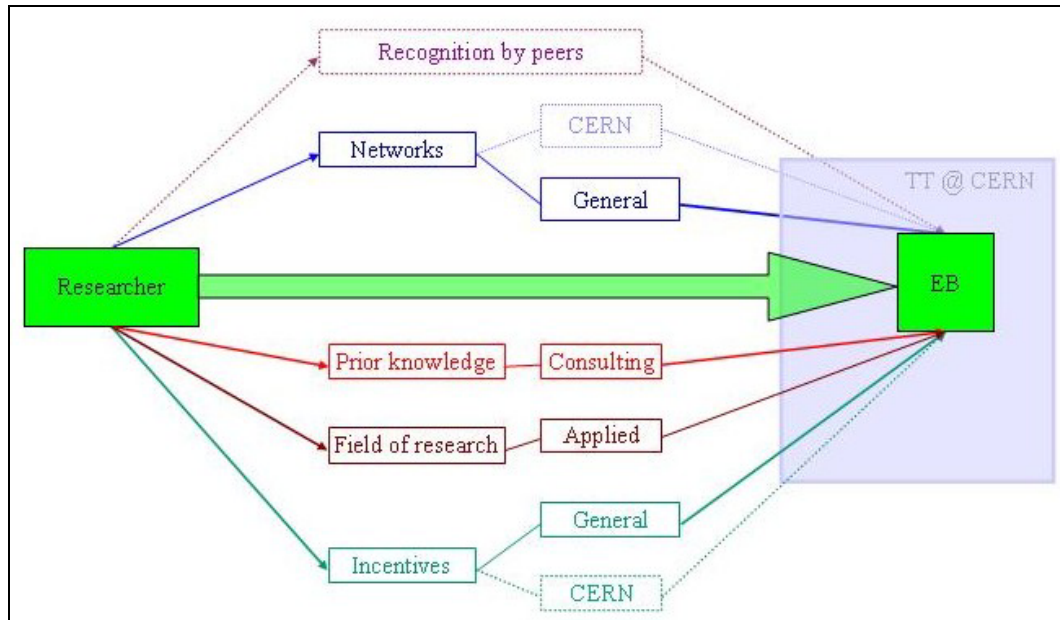 Recognition by peers
CERN
Networks
TT @ CERN
General
Researcher
EB
Prior knowledge
Consulting
Field of research
Applied
General
Incentives
CERN